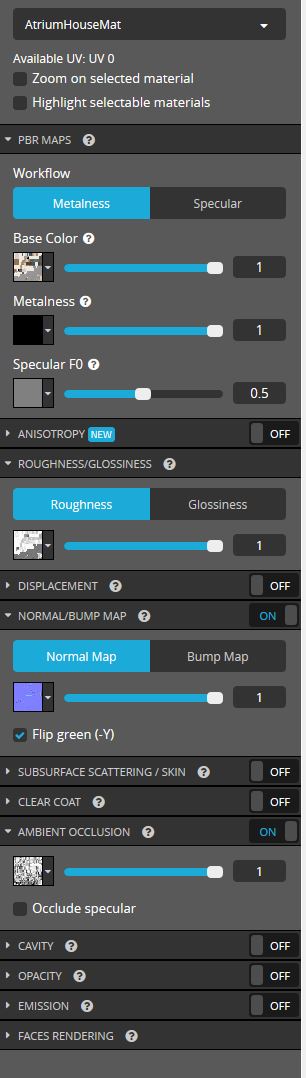 AtriumHouseMat
Available UV: UV 0
Zoom on selected material
Highlight selectable materials
PBR MAPS ?
Workflow
Metalness Specular
Base Color ?
1
Metalness ?
1
Specular F0 ?
0.5
ANISOTROPY NEW OFF
ROUGHNESS/GLOSSINESS ?
Roughness Glossiness
1
DISPLACEMENT ? OFF
NORMAL/BUMP MAP ? ON
Normal Map Bump Map
1
Flip green (-Y)
SUBSURFACE SCATTERING / SKIN ? OFF
CLEAR COAT ? OFF
AMBIENT OCCLUSION ? ON
1
Occlude specular
CAVITY ? OFF
OPACITY ? OFF
EMISSION ? OFF
FACES RENDERING ?